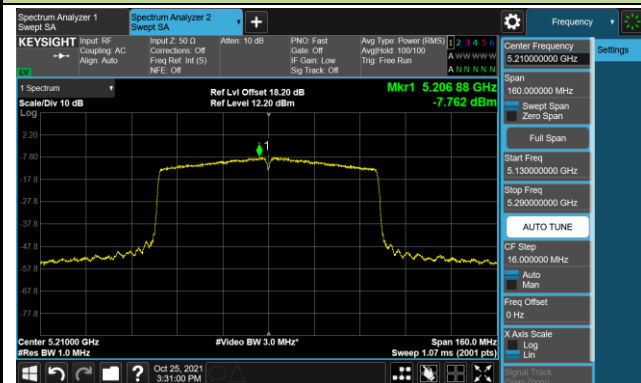 Spectrum Analyzer 1
Swept SA
Spectrum Analyzer 2
Swept SA
Frequency
KEYSIGHT
Input: RF
Coupling: AC
Align: Auto
Input Z: 50 Ω
Corrections: Off
Freq Ref: Int (S)
NFE: Off
Atten: 10 dB
PNO: Fast
Gate: Off
IF Gain: Low
Sig Track: Off
Avg Type: Power (RMS)
Avg|Hold: 100/100
Trig: Free Run
1 2 3 4 5 6
A W W W W W
A N N N N N
Center Frequency
5.210000000 GHz
Settings
Span
160.000000 MHz
Swept Span
Zero Span
Full Span
Start Freq
5.130000000 GHz
Stop Freq
5.290000000 GHz
AUTO TUNE
CF Step
16.000000 MHz
Auto
Man
Freq Offset
0 Hz
X Axis Scale
Log
Lin
Signal Track
1 Spectrum
Scale/Div 10 dB
Log
Ref Lvl Offset 18.20 dB
Ref Level 12.20 dBm
Mkr1 5.206 88 GHz
-7.762 dBm
1
2.20
-7.80
-17.8
-27.8
-37.8
-47.8
-57.8
-67.8
-77.8
Center 5.21000 GHz
#Res BW 1.0 MHz
#Video BW 3.0 MHz*
Span 160.0 MHz
Sweep 1.07 ms (2001 pts)
Oct 25, 2021
3:31:00 PM